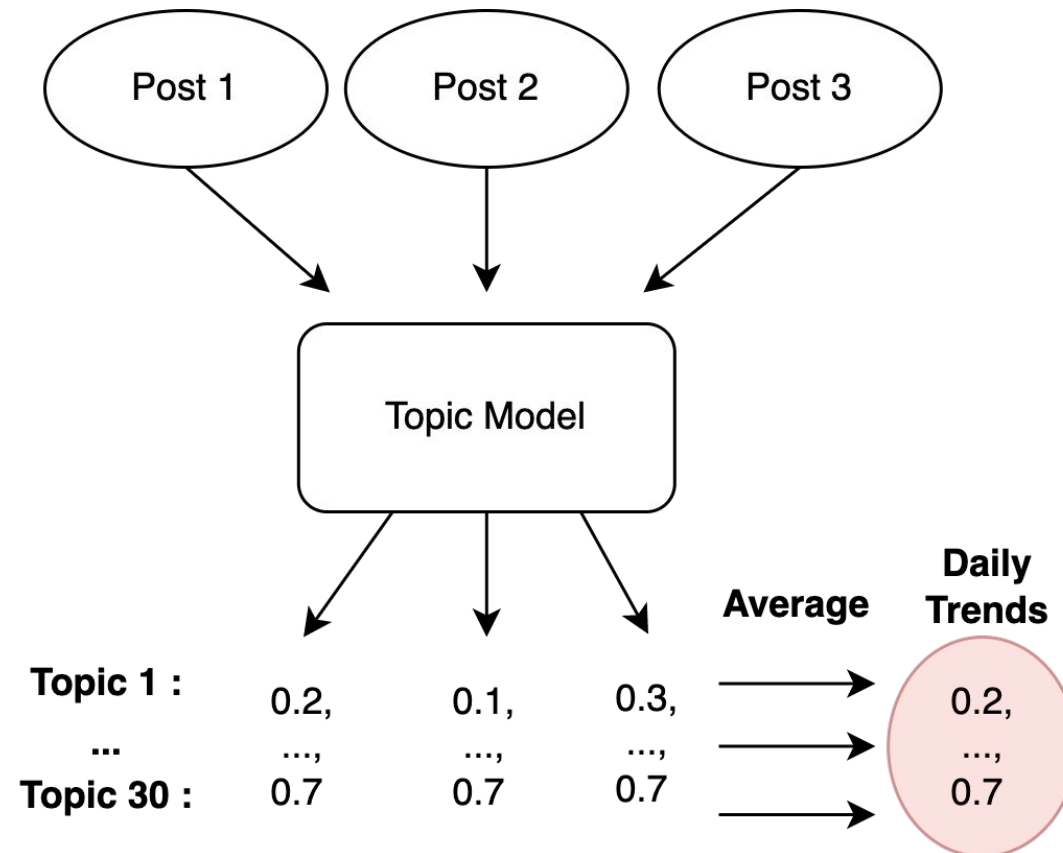 Post 1
Post 2
Post 3
Topic Model
Average
Daily
Trends
Topic 1 :
0.2,
0.1,
0.3,
0.2,
...
...,
...,
...,
...,
Topic 30 :
0.7
0.7
0.7
0.7